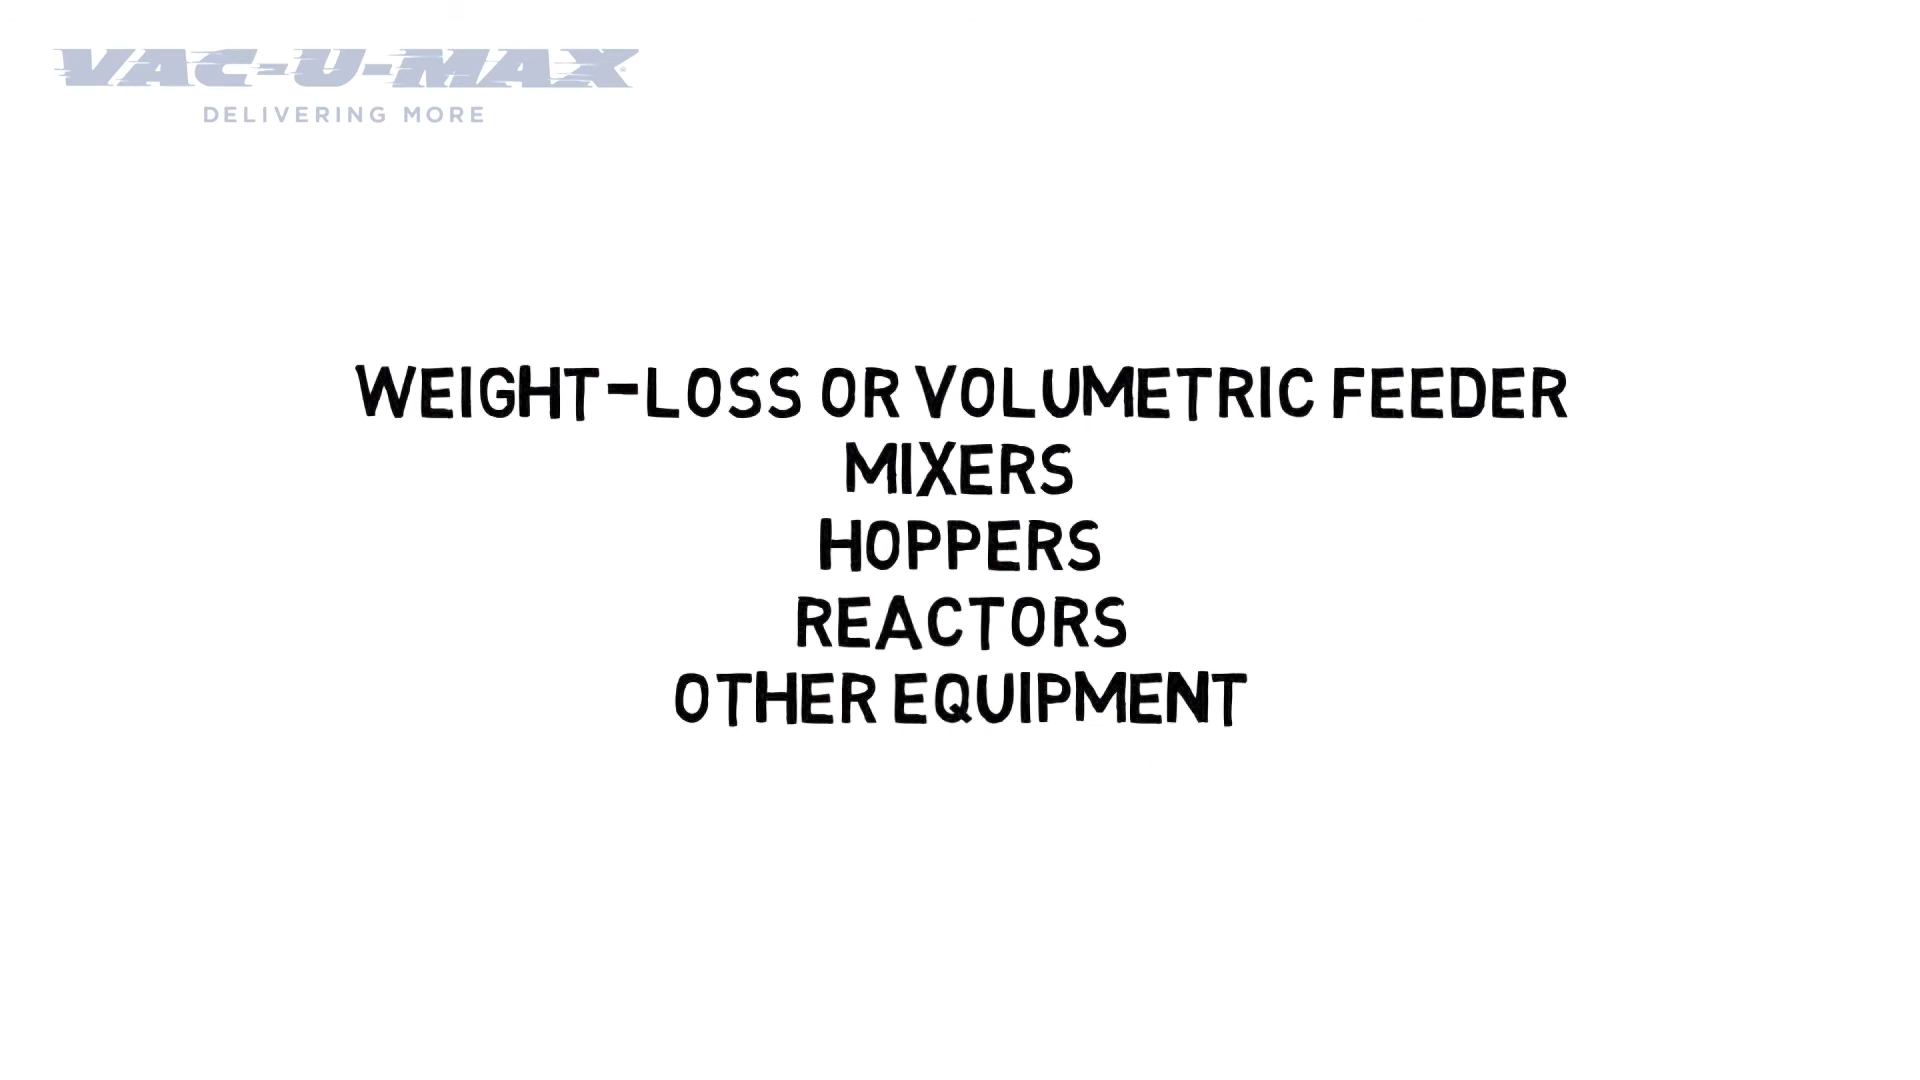 VAC-U-MAX
DELIVERING MORE
WEIGHT-LOSS OR VOLUMETRIC FEEDER
MIXERS
HOPPERS
REACTORS
OTHER EQUIPMENT